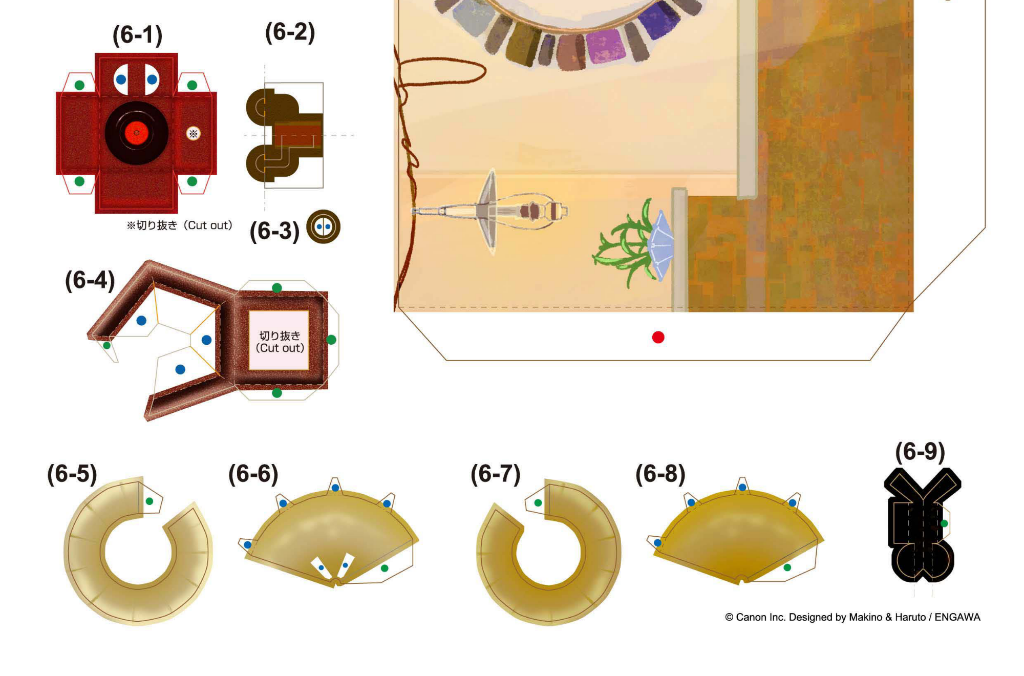 (6-1)
(6-2)
※
※切り抜き（Cut out）
(6-3)
(6-4)
切り抜き
（Cut out）
(6-5)
(6-6)
(6-7)
(6-8)
(6-9)
© Canon Inc. Designed by Makino & Haruto / ENGAWA